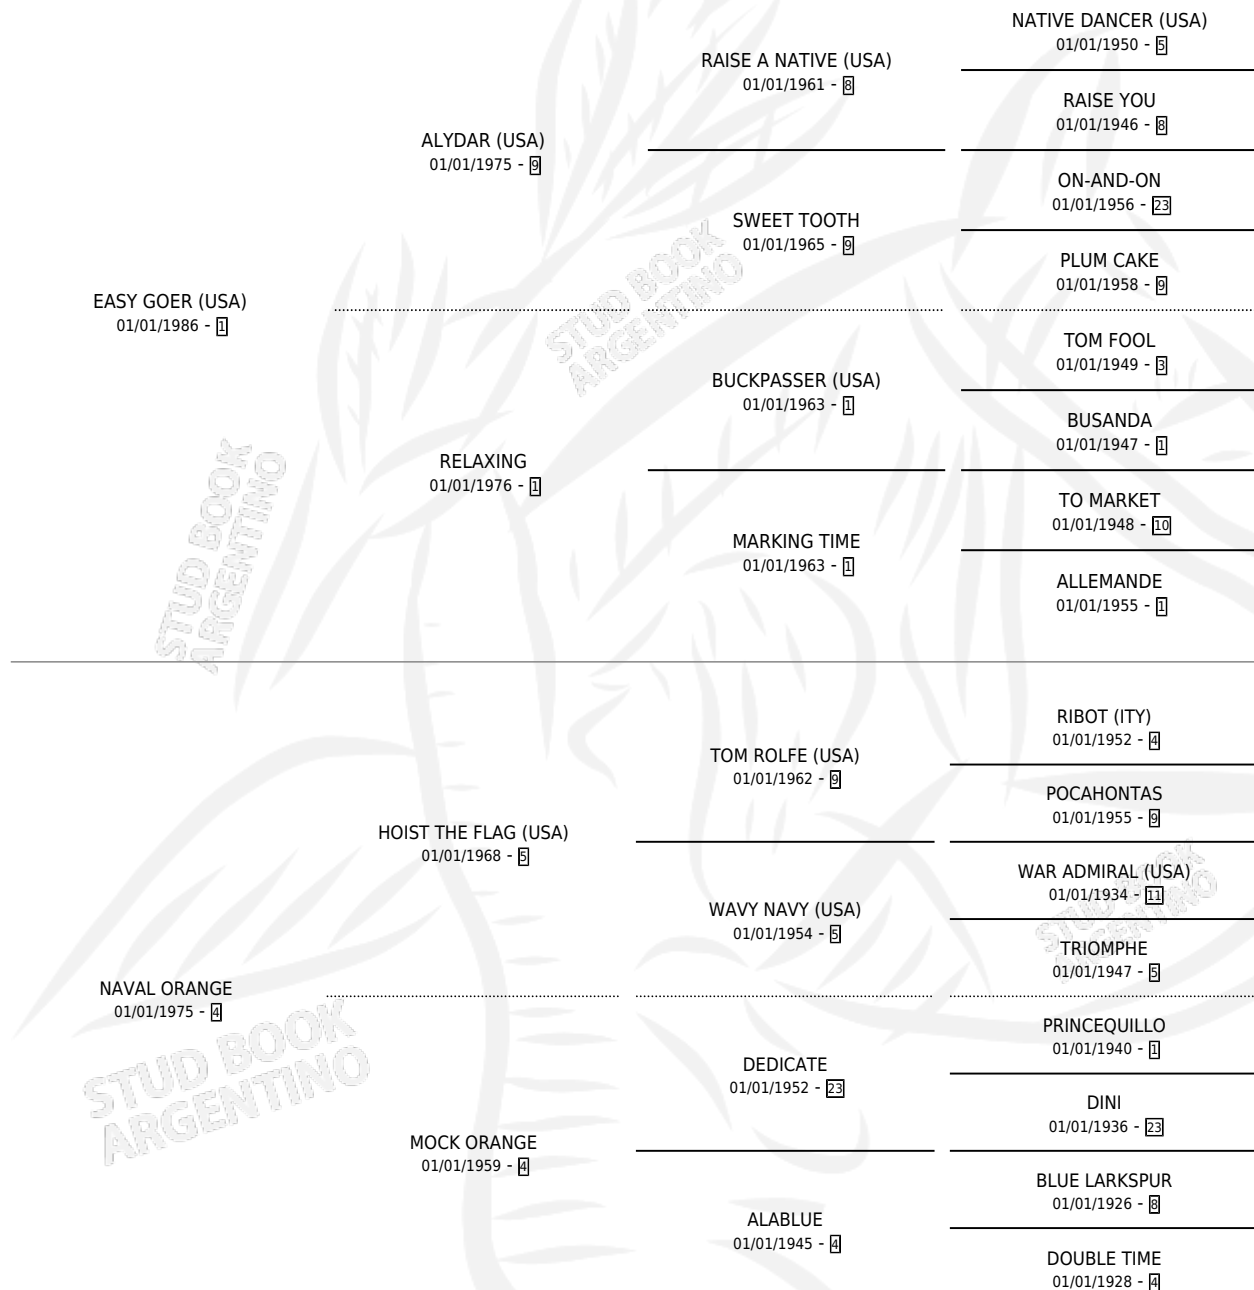 NATIVE DANCER (USA)
01/01/1950 - 5
RAISE A NATIVE (USA)
01/01/1961 - 8
RAISE YOU
01/01/1946 - 8
ALYDAR (USA)
01/01/1975 - 9
ON-AND-ON
01/01/1956 - 23
SWEET TOOTH
01/01/1965 - 9
PLUM CAKE
01/01/1958 - 9
EASY GOER (USA)
01/01/1986 - 1
STUD BOOK
ARGENTINO
TOM FOOL
01/01/1949 - 3
BUCKPASSER (USA)
01/01/1963 - 1
BUSANDA
01/01/1947 - 1
RELAXING
01/01/1976 - 1
TO MARKET
01/01/1948 - 10
MARKING TIME
01/01/1963 - 1
ALLEMANDE
01/01/1955 - 1
STUD BOOK
ARGENTINO
RIBOT (ITY)
01/01/1952 - 4
TOM ROLFE (USA)
01/01/1962 - 9
POCAHONTAS
01/01/1955 - 9
HOIST THE FLAG (USA)
01/01/1968 - 5
WAR ADMIRAL (USA)
01/01/1934 - 11
WAVY NAVY (USA)
01/01/1954 - 5
TRIOMPHE
01/01/1947 - 5
STUD BOOK
ARGENTINO
NAVAL ORANGE
01/01/1975 - 4
PRINCEQUILLO
01/01/1940 - 1
DEDICATE
01/01/1952 - 23
DINI
01/01/1936 - 23
STUD BOOK
ARGENTINO
MOCK ORANGE
01/01/1959 - 4
BLUE LARKSPUR
01/01/1926 - 8
ALABLUE
01/01/1945 - 4
DOUBLE TIME
01/01/1928 - 4